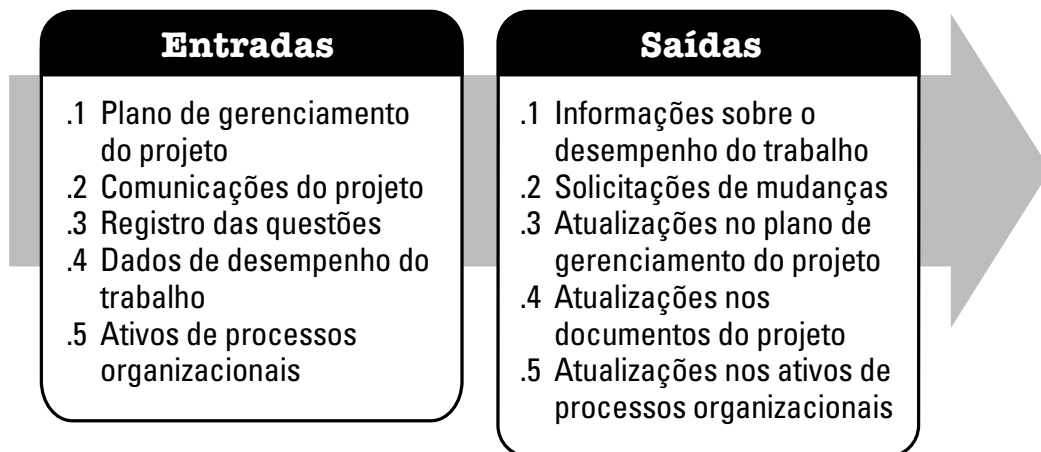 Entradas
.1 Plano de gerenciamento
do projeto
.2 Comunicações do projeto
.3 Registro das questões
.4 Dados de desempenho do
trabalho
.5 Ativos de processos
organizacionais
Saídas
.1 Informações sobre o
desempenho do trabalho
.2 Solicitações de mudanças
.3 Atualizações no plano de
gerenciamento do projeto
.4 Atualizações nos
documentos do projeto
.5 Atualizações nos ativos de
processos organizacionais